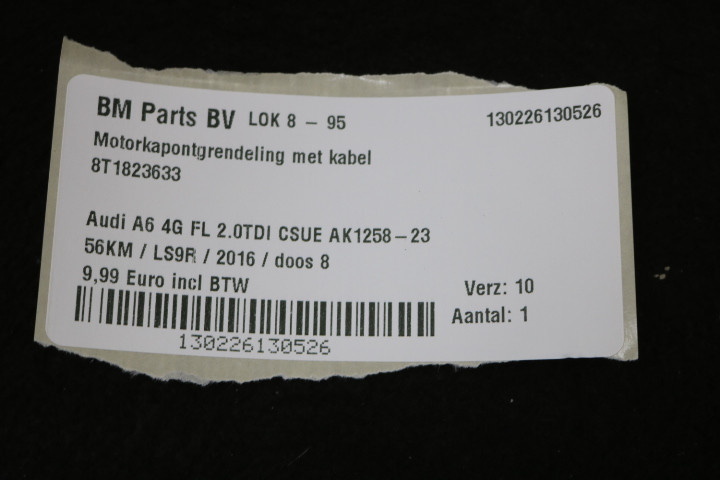 BM Parts BV LOK 8 - 95 130226130526
Motorkapontgrendeling met kabel
8T1823633
Audi A6 4G FL 2.0TDI CSUE AK1258-23
56KM / LS9R / 2016 / doos 8
9,99 Euro incl BTW
Verz: 10
Aantal: 1
130226130526